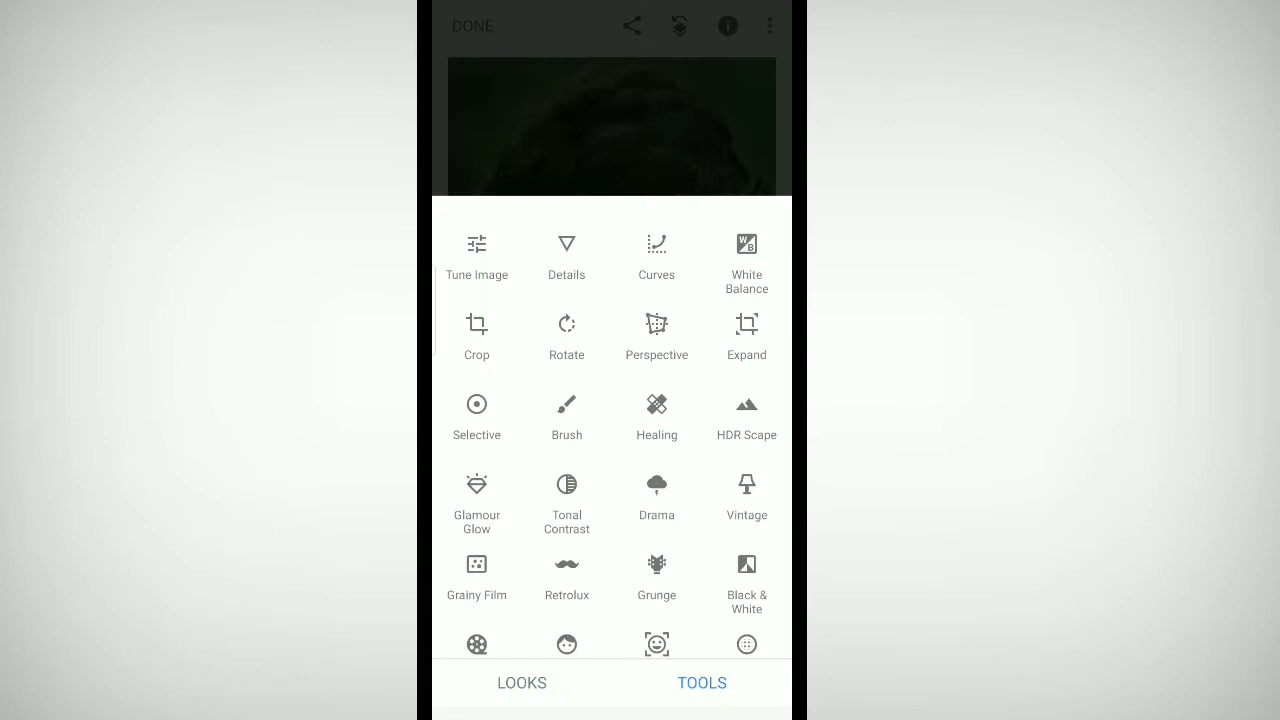 DONE
Tune Image
Details
Curves
White
Balance
Crop
Rotate
Perspective
Expand
Selective
Brush
Healing
HDR Scape
Glamour
Glow
Tonal
Contrast
Drama
Vintage
Grainy Film
Retrolux
Grunge
Black &
White
LOOKS
TOOLS